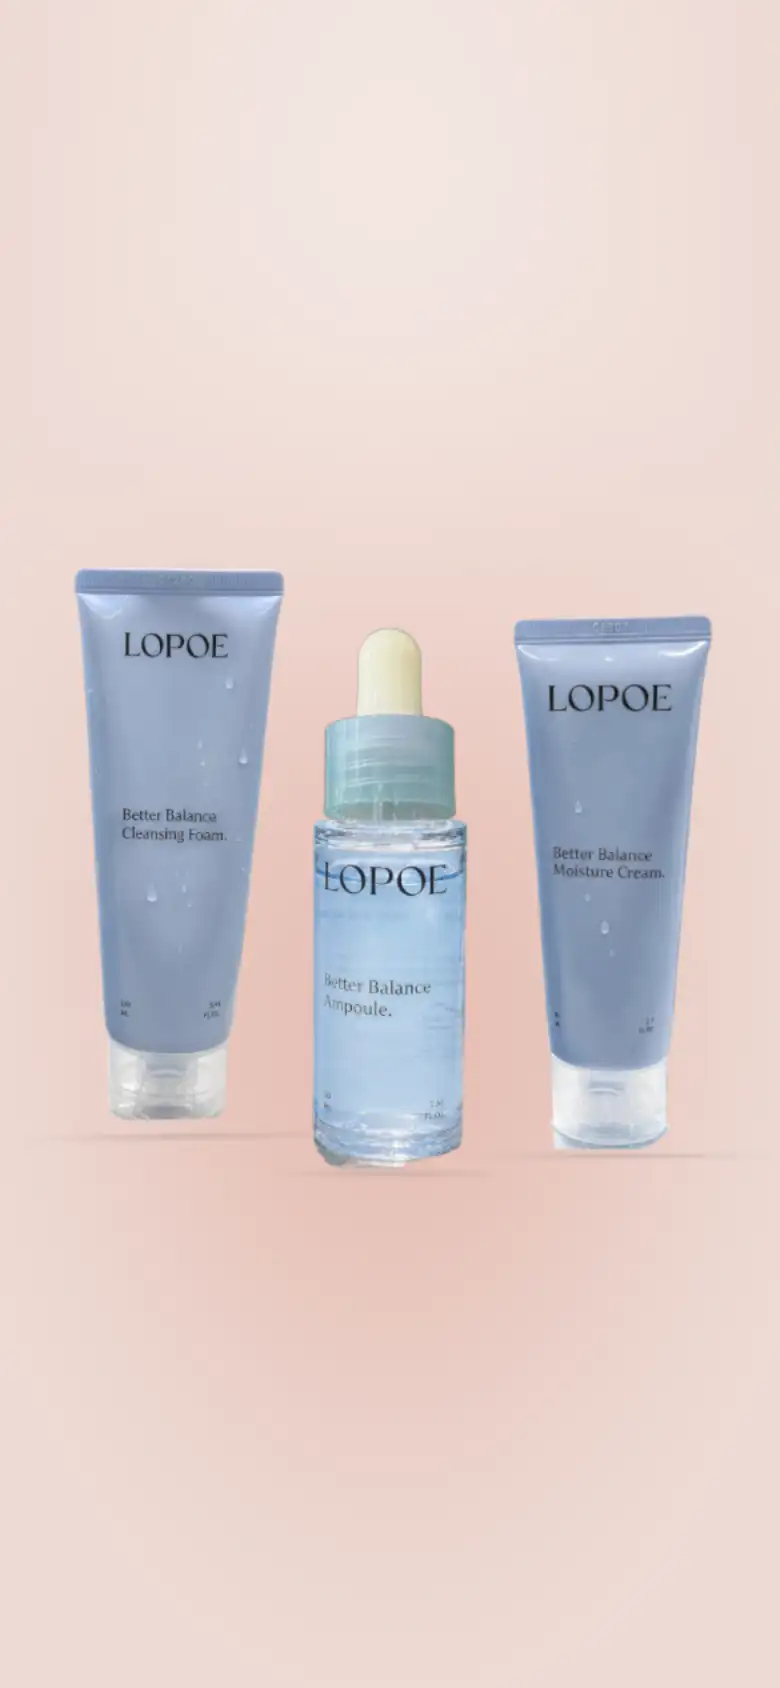 LOPOE
Better Balance
Cleansing Foam.
LOPOE
Better Balance
Ampoule.
LOPOE
Better Balance
Moisture Cream.